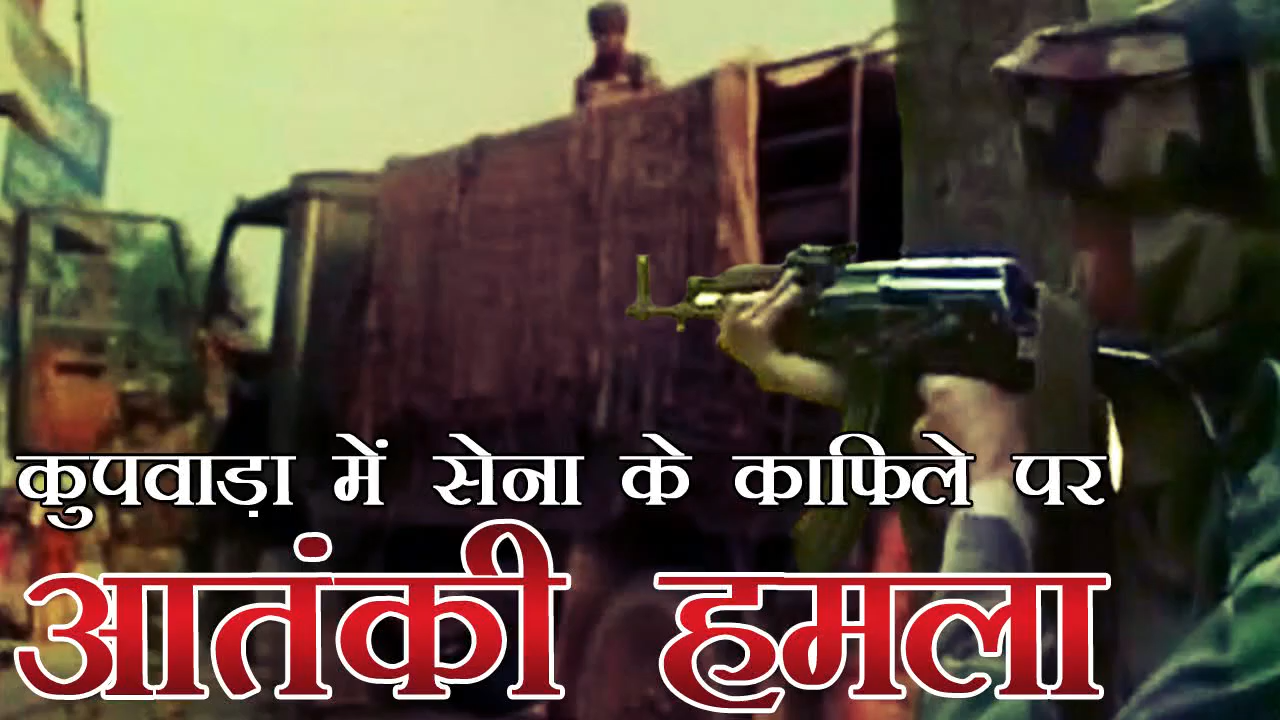 कुपवाड़ा में सेना के काफिले पर
आतंकी हमला